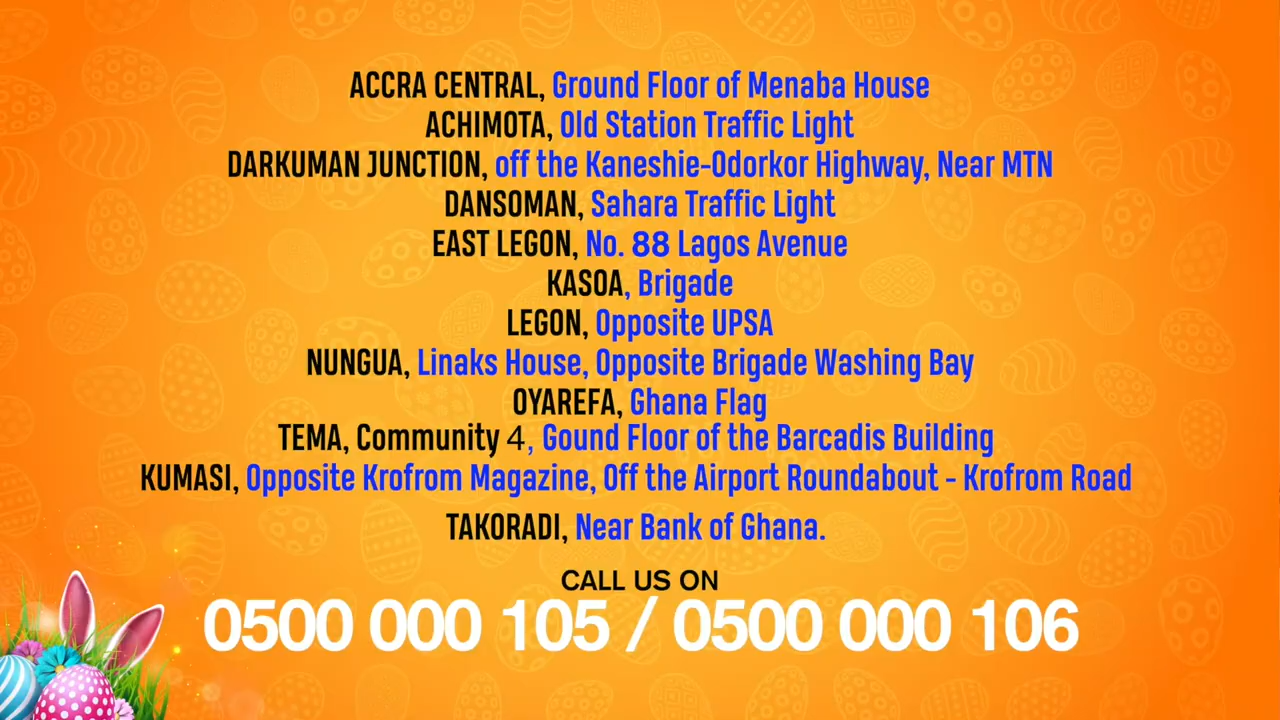 ACCRA CENTRAL, Ground Floor of Menaba House
ACHIMOTA, Old Station Traffic Light
DARKUMAN JUNCTION, off the Kaneshie-Odorkor Highway, Near MTN
DANSOMAN, Sahara Traffic Light
EAST LEGON, No. 88 Lagos Avenue
KASOA, Brigade
LEGON, Opposite UPSA
NUNGUA, Linaks House, Opposite Brigade Washing Bay
OYAREFA, Ghana Flag
TEMA, Community 4, Gound Floor of the Barcadis Building
KUMASI, Opposite Krofrom Magazine, Off the Airport Roundabout - Krofrom Road
TAKORADI, Near Bank of Ghana.
CALL US ON
0500 000 105 / 0500 000 106